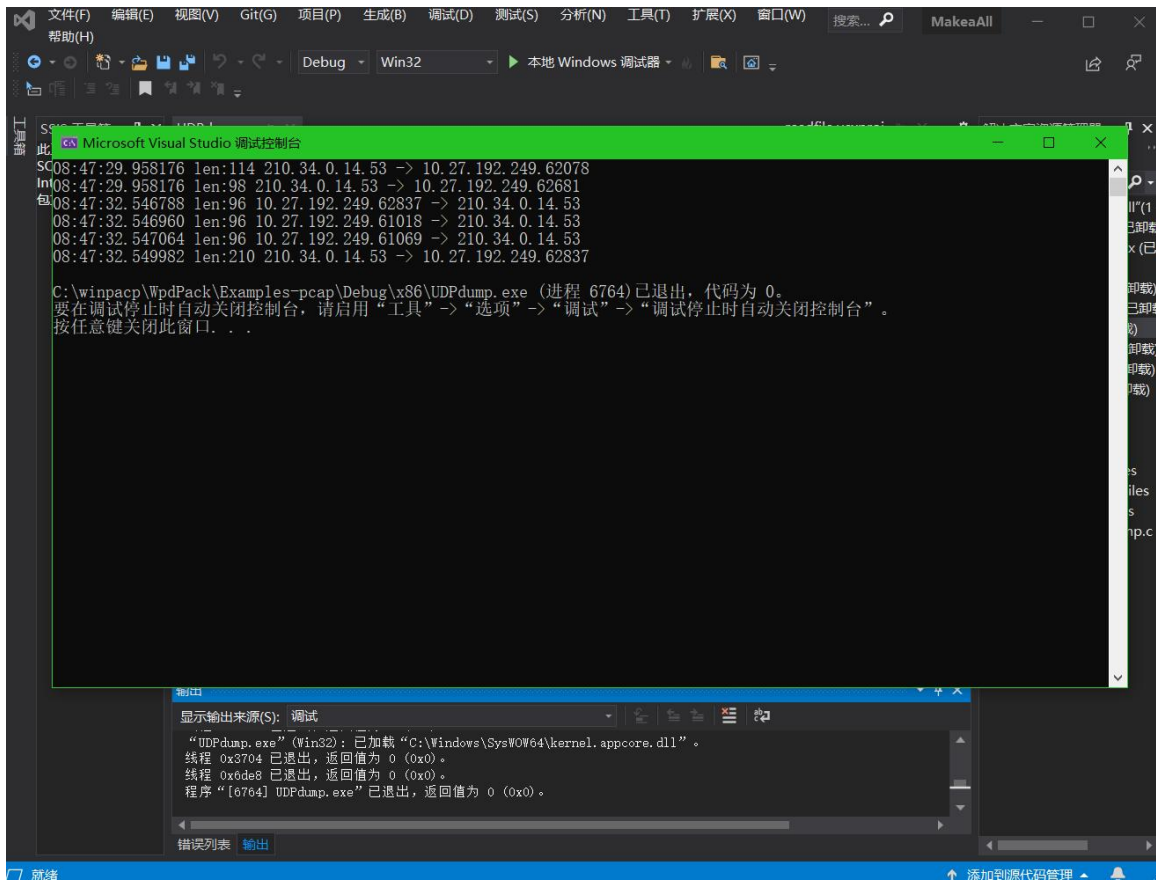 文件(F) 编辑(E) 视图(V) Git(G) 项目(P) 生成(B) 调试(D) 测试(S) 分析(N) 工具(T) 扩展(X) 窗口(W) 搜索... MakeaAll
帮助(H)
Debug Win32 本地 Windows 调试器
工具箱
Microsoft Visual Studio 调试控制台
08:47:29.958176 len:114 210.34.0.14.53 -> 10.27.192.249.62078
08:47:29.958176 len:98 210.34.0.14.53 -> 10.27.192.249.62681
08:47:32.546788 len:96 10.27.192.249.62837 -> 210.34.0.14.53
08:47:32.546960 len:96 10.27.192.249.61018 -> 210.34.0.14.53
08:47:32.547064 len:96 10.27.192.249.61069 -> 210.34.0.14.53
08:47:32.549982 len:210 210.34.0.14.53 -> 10.27.192.249.62837
C:\winpacp\WpdPack\Examples-pcap\Debug\x86\UDPdump.exe (进程 6764)已退出，代码为 0。
要在调试停止时自动关闭控制台，请启用“工具”->“选项”->“调试”->“调试停止时自动关闭控制台”。
按任意键关闭此窗口. . .
输出
显示输出来源(S): 调试
“UDPdump.exe”(Win32): 已加载“C:\Windows\SysWOW64\kernel.appcore.dll”。
线程 0x3704 已退出，返回值为 0 (0x0)。
线程 0x6de8 已退出，返回值为 0 (0x0)。
程序“[6764] UDPdump.exe”已退出，返回值为 0 (0x0)。
错误列表 输出
就绪 添加到源代码管理